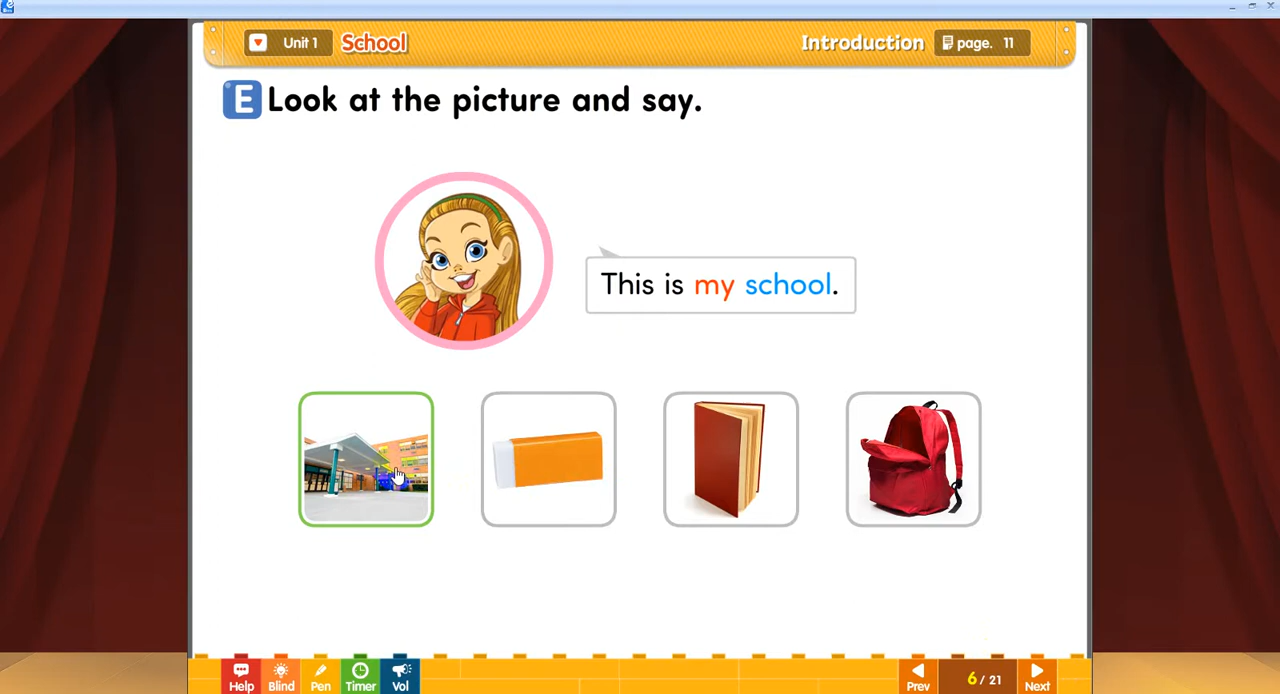 Unit 1 School Introduction page. 11
E Look at the picture and say.
This is my school.
Help Blind Pen Timer Vol Prev 6 / 21 Next